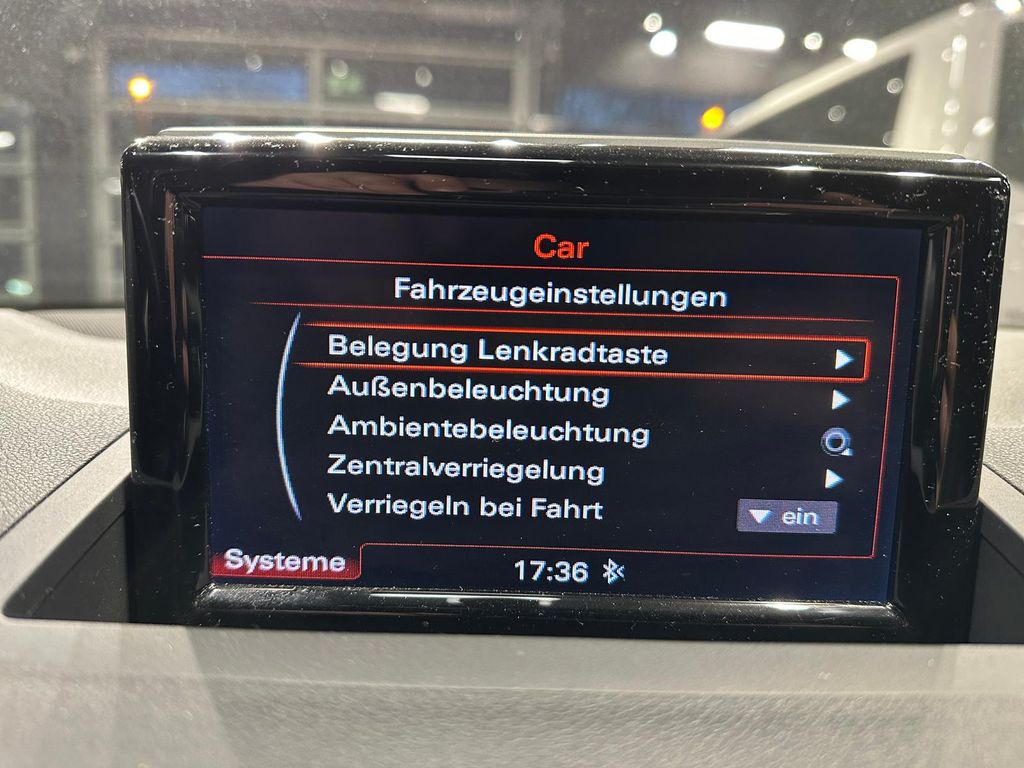 Car
Fahrzeugeinstellungen
Belegung Lenkradtaste
Außenbeleuchtung
Ambientebeleuchtung
Zentralverriegelung
Verriegeln bei Fahrt ein
Systeme 17:36